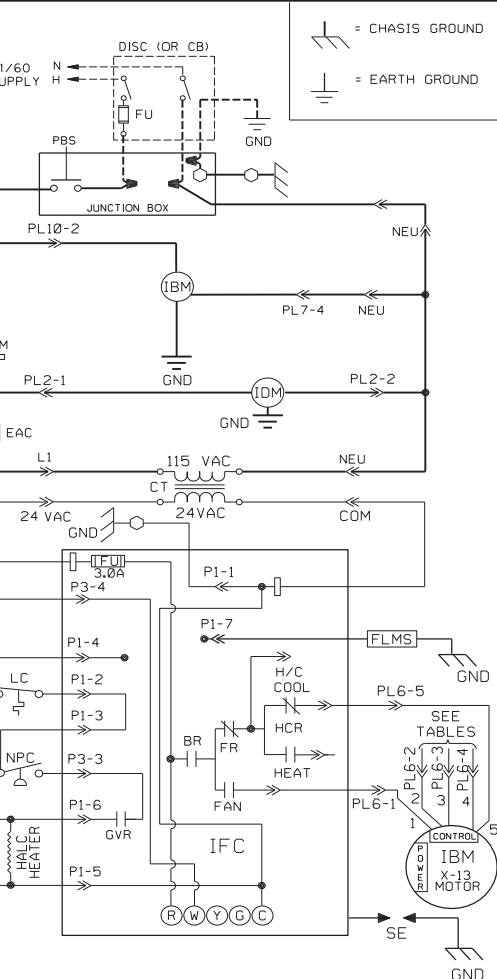 = CHASIS GROUND
= EARTH GROUND
DISC (OR CB)
1/60
N
UPPLY
H
FU
GND
PBS
JUNCTION BOX
PL10-2
NEU
IBM
PL7-4
NEU
M
GND
PL2-1
IDM
PL2-2
GND
EAC
L1
115 VAC
NEU
CT
24 VAC
24VAC
COM
GND
FU
3.0A
P1-1
P3-4
P1-7
FLMS
P1-4
GND
H/C
COOL
LC
P1-2
PL6-5
P1-3
SEE
TABLES
BR
FR
HCR
NPC
P3-3
HEAT
PL6-2
PL6-3
PL6-4
FAN
PL6-1
P1-6
GVR
2
3
4
1
5
HALC
HEATER
IFC
CONTROL
POWER
IBM
X-13
MOTOR
P1-5
R
W
Y
G
C
SE
GND